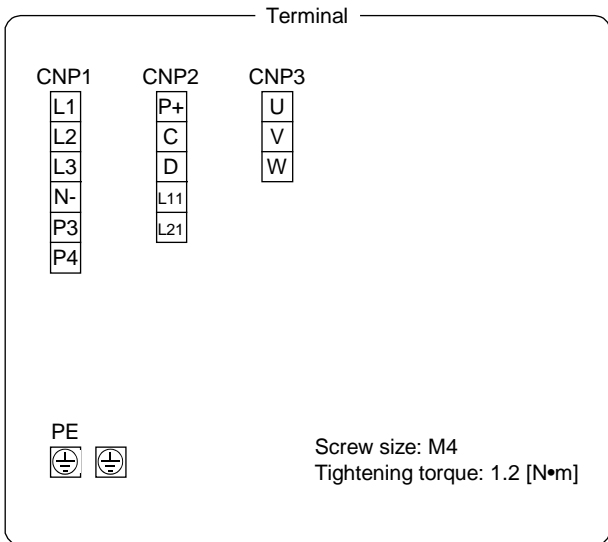 Terminal
CNP1
L1
L2
L3
N-
P3
P4
CNP2
P+
C
D
L11
L21
CNP3
U
V
W
PE
Screw size: M4
Tightening torque: 1.2 [N•m]